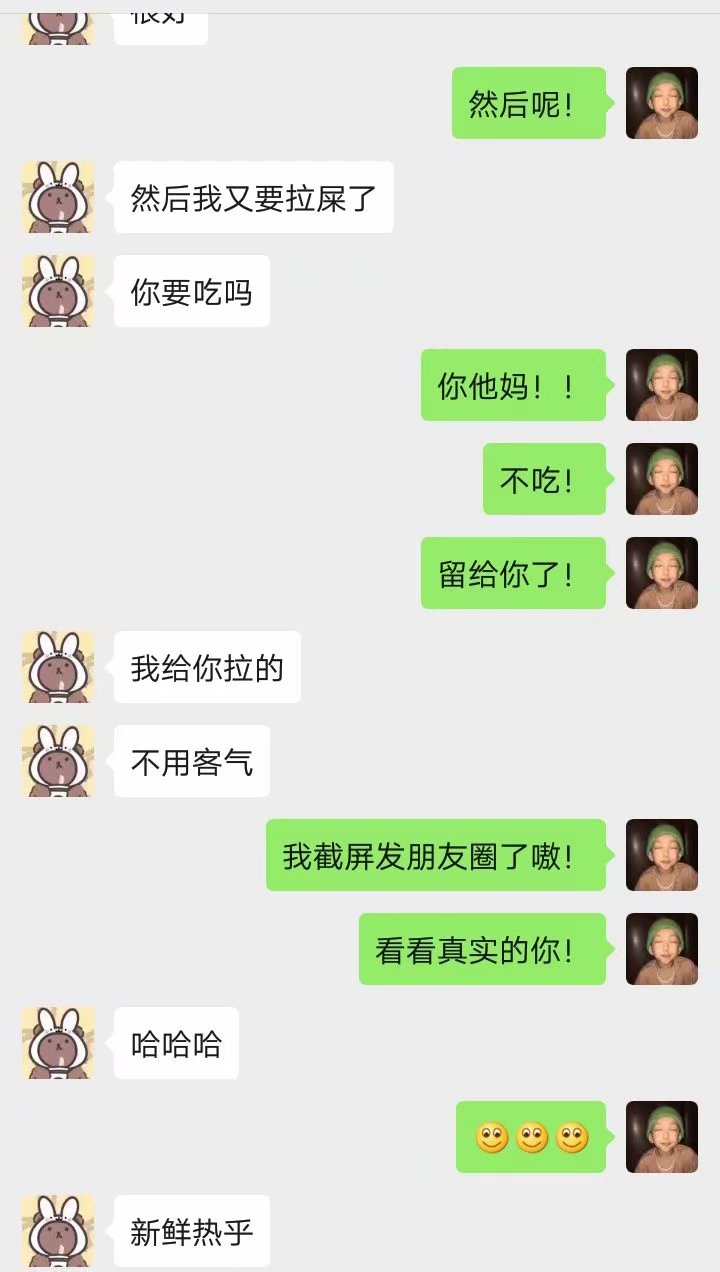 很好
然后呢！
然后我又要拉屎了
你要吃吗
你他妈！！
不吃！
留给你了！
我给你拉的
不用客气
我截屏发朋友圈了嗷！
看看真实的你！
哈哈哈
新鲜热乎